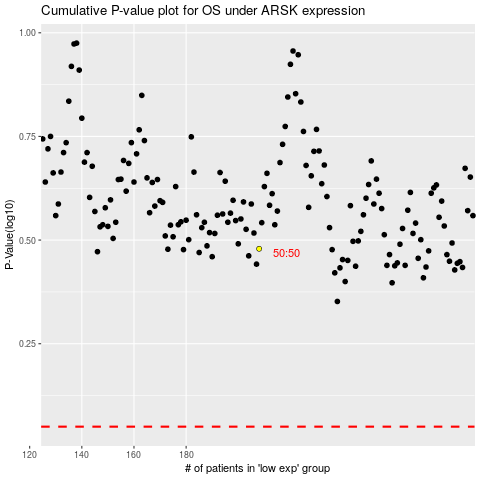 Cumulative P-value plot for OS under ARSK expression
1.00
0.75
0.50
0.25
P-Value(log10)
50:50
120 140 160 180
# of patients in 'low exp' group